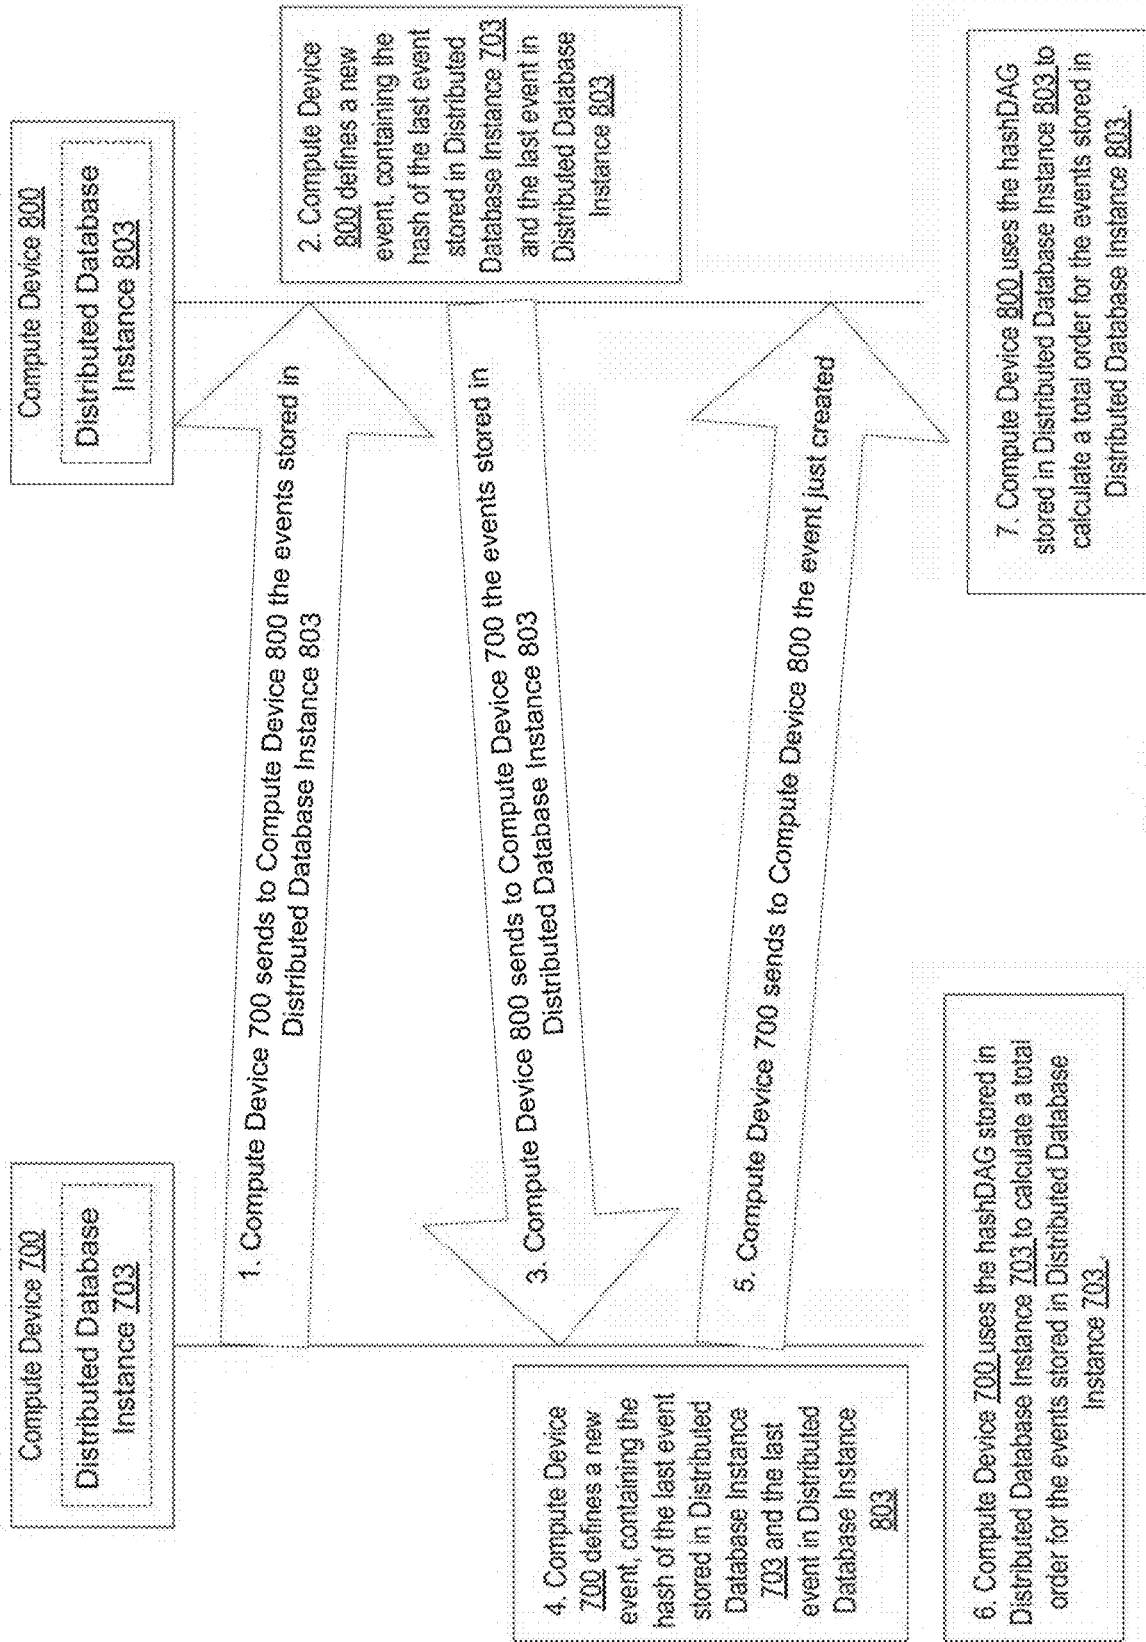 Compute Device 700
Distributed Database
Instance 703
Compute Device 800
Distributed Database
Instance 803
1. Compute Device 700 sends to Compute Device 800 the events stored in
Distributed Database Instance 803
2. Compute Device
800 defines a new
event, containing the
hash of the last event
stored in Distributed
Database Instance 703
and the last event in
Distributed Database
Instance 803
3. Compute Device 800 sends to Compute Device 700 the events stored in
Distributed Database Instance 803
4. Compute Device
700 defines a new
event, containing the
hash of the last event
stored in Distributed
Database Instance
703 and the last
event in Distributed
Database Instance
803
5. Compute Device 700 sends to Compute Device 800 the event just created
6. Compute Device 700 uses the hashDAG stored in
Distributed Database Instance 703 to calculate a total
order for the events stored in Distributed Database
Instance 703.
7. Compute Device 800 uses the hashDAG
stored in Distributed Database Instance 803 to
calculate a total order for the events stored in
Distributed Database Instance 803.